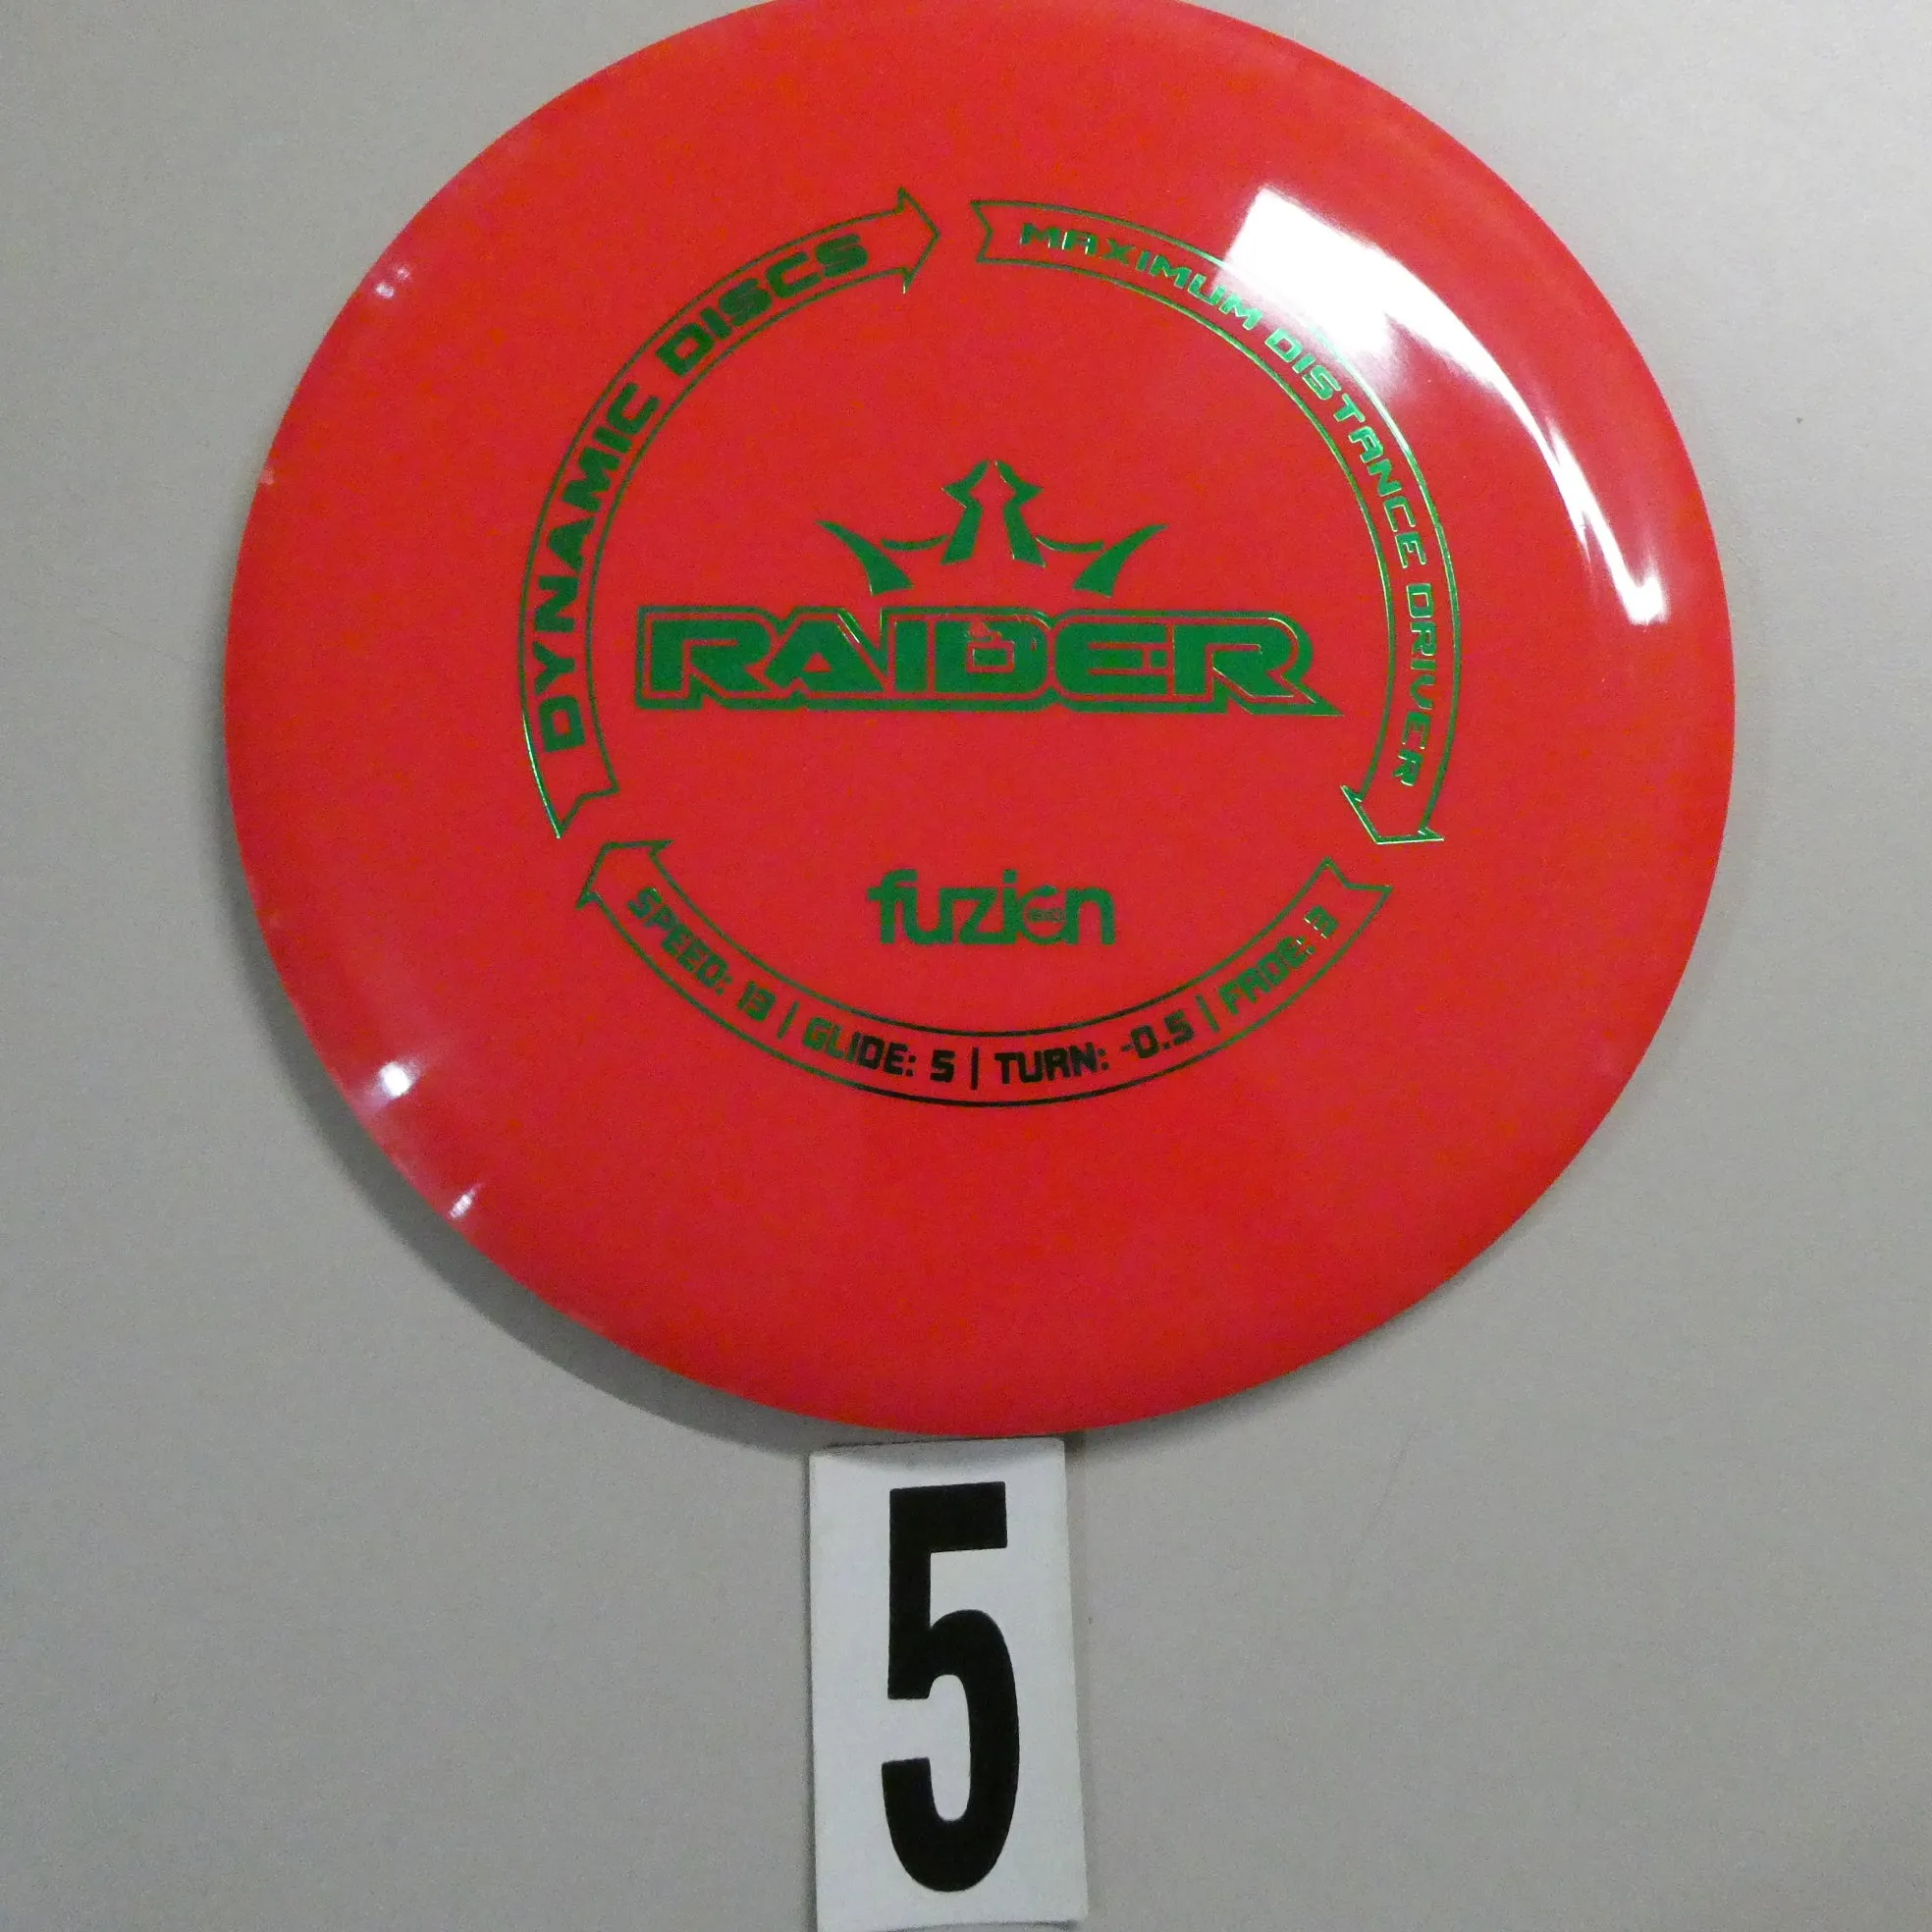 DYNAMIC DISCS
MAXIMUM DISTANCE DRIVER
RAIDER
fuzion
SPEED: 13 | GLIDE: 5 | TURN: -0.5 | FADE: 3
5